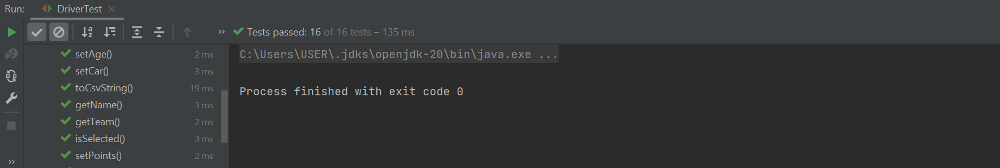 Run: DriverTest
Tests passed: 16 of 16 tests – 135 ms
setAge() 2 ms
setCar() 3 ms
toCsvString() 19 ms
getName() 3 ms
getTeam() 2 ms
isSelected() 3 ms
setPoints() 2 ms
C:\Users\USER\.jdks\openjdk-20\bin\java.exe ...
Process finished with exit code 0